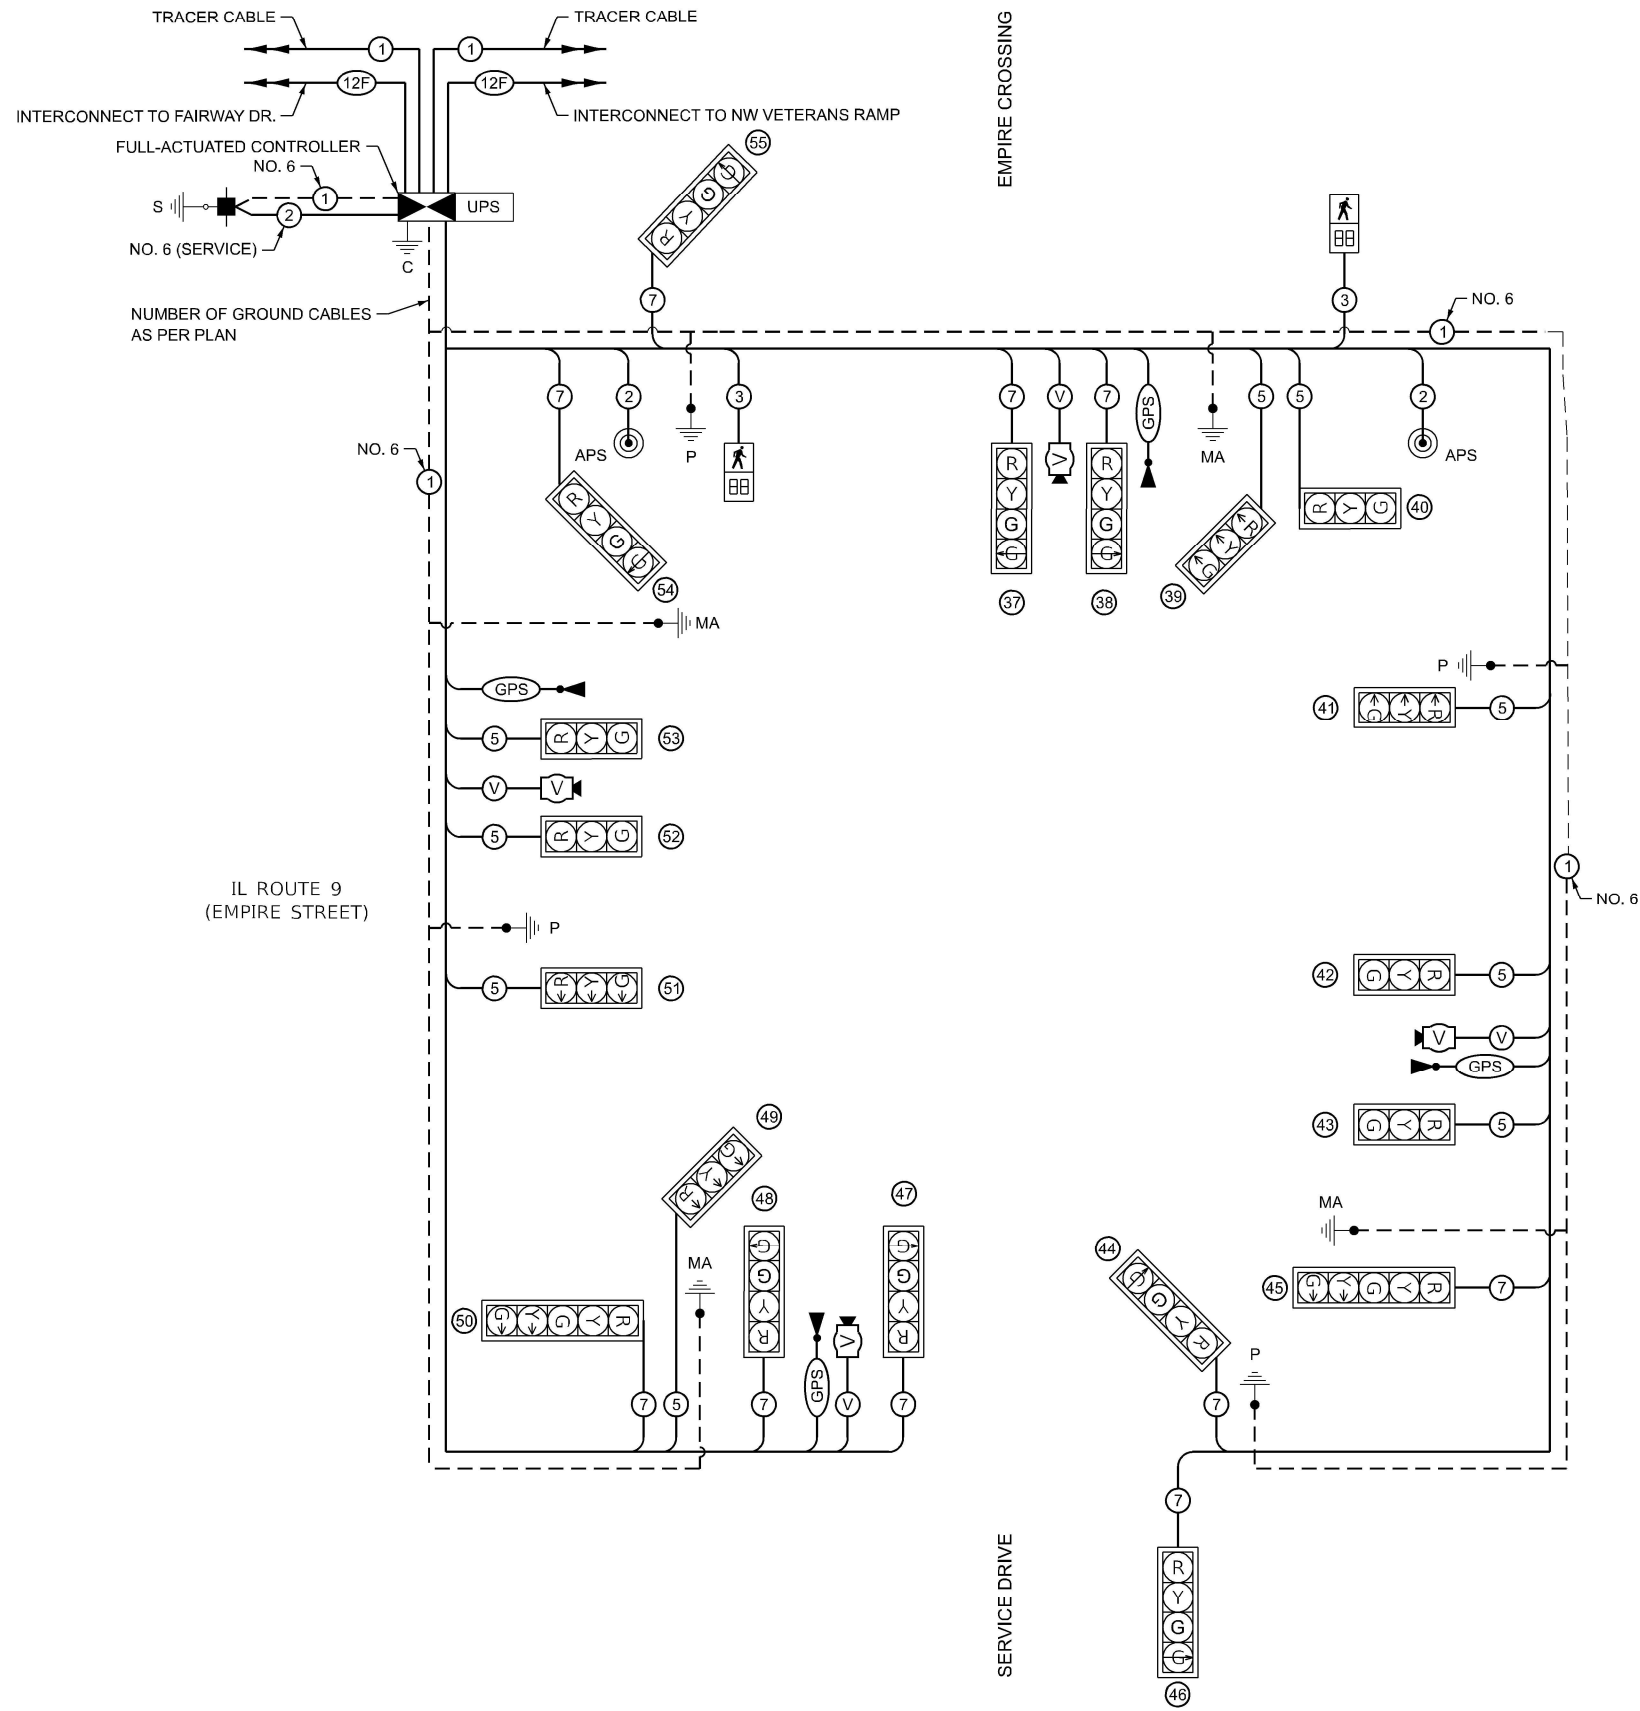 TRACER CABLE
TRACER CABLE
1
1
12F
12F
INTERCONNECT TO FAIRWAY DR.
INTERCONNECT TO NW VETERANS RAMP
EMPIRE CROSSING
FULL-ACTUATED CONTROLLER
NO. 6
1
S
2
UPS
NO. 6 (SERVICE)
C
NUMBER OF GROUND CABLES
AS PER PLAN
55
R Y G G
7
3
NO. 6
1
7
2
3
7
V
7
GPS
5
5
2
APS
P
MA
APS
NO. 6
1
R Y G G
54
R Y G G
37
V
R Y G G
38
R Y G
39
R Y G
40
MA
P
GPS
41
G Y R
5
5
R Y G
53
V
V
5
R Y G
52
1
NO. 6
IL ROUTE 9
(EMPIRE STREET)
P
5
R Y G
51
42
G Y R
5
V
V
GPS
43
G Y R
5
49
R Y G
48
G G Y R
47
G G Y R
MA
MA
44
G G Y R
45
G Y G Y R
7
50
G Y G Y R
P
7
5
7
GPS
V
V
7
7
7
SERVICE DRIVE
R Y G G
46